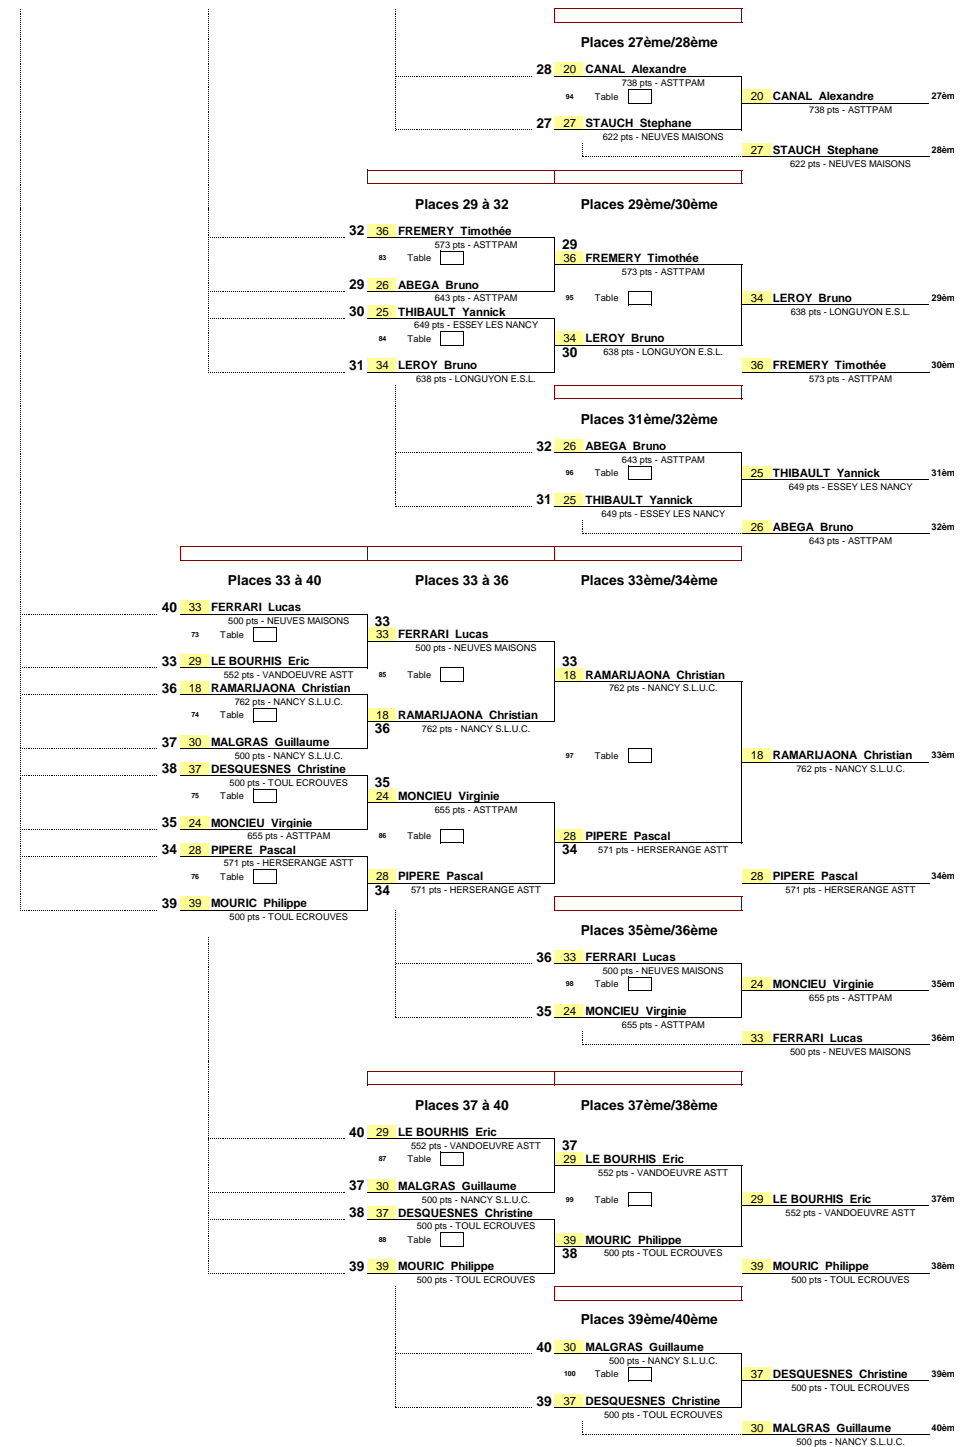 Places 27ème/28ème
28 20 CANAL Alexandre
738 pts - ASTTPAM
94 Table
20 CANAL Alexandre 27èm
738 pts - ASTTPAM
27 27 STAUCH Stephane
622 pts - NEUVES MAISONS
27 STAUCH Stephane 28èm
622 pts - NEUVES MAISONS
Places 29 à 32 Places 29ème/30ème
32 36 FREMERY Timothée
573 pts - ASTTPAM
29
83 Table
36 FREMERY Timothée
573 pts - ASTTPAM
29 26 ABEGA Bruno
643 pts - ASTTPAM
95 Table
34 LEROY Bruno 29èm
638 pts - LONGUYON E.S.L.
30 25 THIBAULT Yannick
649 pts - ESSEY LES NANCY
84 Table
34 LEROY Bruno
30 638 pts - LONGUYON E.S.L.
31 34 LEROY Bruno
638 pts - LONGUYON E.S.L.
36 FREMERY Timothée 30èm
573 pts - ASTTPAM
Places 31ème/32ème
32 26 ABEGA Bruno
643 pts - ASTTPAM
96 Table
25 THIBAULT Yannick 31èm
649 pts - ESSEY LES NANCY
31 25 THIBAULT Yannick
649 pts - ESSEY LES NANCY
26 ABEGA Bruno 32èm
643 pts - ASTTPAM
Places 33 à 40 Places 33 à 36 Places 33ème/34ème
40 33 FERRARI Lucas
500 pts - NEUVES MAISONS
33
73 Table
33 FERRARI Lucas
500 pts - NEUVES MAISONS
33 29 LE BOURHIS Eric
552 pts - VANDOEUVRE ASTT
33
85 Table
18 RAMARIJAONA Christian
762 pts - NANCY S.L.U.C.
36 18 RAMARIJAONA Christian
762 pts - NANCY S.L.U.C.
74 Table
18 RAMARIJAONA Christian
36 762 pts - NANCY S.L.U.C.
37 30 MALGRAS Guillaume
500 pts - NANCY S.L.U.C.
97 Table
18 RAMARIJAONA Christian 33èm
762 pts - NANCY S.L.U.C.
38 37 DESQUESNES Christine
500 pts - TOUL ECROUVES
35
75 Table
24 MONCIEU Virginie
655 pts - ASTTPAM
35 24 MONCIEU Virginie
655 pts - ASTTPAM
86 Table
28 PIPERE Pascal
34 571 pts - HERSERANGE ASTT
34 28 PIPERE Pascal
571 pts - HERSERANGE ASTT
76 Table
28 PIPERE Pascal
34 571 pts - HERSERANGE ASTT
28 PIPERE Pascal 34èm
571 pts - HERSERANGE ASTT
39 39 MOURIC Philippe
500 pts - TOUL ECROUVES
Places 35ème/36ème
36 33 FERRARI Lucas
500 pts - NEUVES MAISONS
98 Table
24 MONCIEU Virginie 35èm
655 pts - ASTTPAM
35 24 MONCIEU Virginie
655 pts - ASTTPAM
33 FERRARI Lucas 36èm
500 pts - NEUVES MAISONS
Places 37 à 40 Places 37ème/38ème
40 29 LE BOURHIS Eric
552 pts - VANDOEUVRE ASTT
37
87 Table
29 LE BOURHIS Eric
552 pts - VANDOEUVRE ASTT
37 30 MALGRAS Guillaume
500 pts - NANCY S.L.U.C.
99 Table
29 LE BOURHIS Eric 37èm
552 pts - VANDOEUVRE ASTT
38 37 DESQUESNES Christine
500 pts - TOUL ECROUVES
88 Table
39 MOURIC Philippe
38 500 pts - TOUL ECROUVES
39 39 MOURIC Philippe
500 pts - TOUL ECROUVES
39 MOURIC Philippe 38èm
500 pts - TOUL ECROUVES
Places 39ème/40ème
40 30 MALGRAS Guillaume
500 pts - NANCY S.L.U.C.
100 Table
37 DESQUESNES Christine 39èm
500 pts - TOUL ECROUVES
39 37 DESQUESNES Christine
500 pts - TOUL ECROUVES
30 MALGRAS Guillaume 40èm
500 pts - NANCY S.L.U.C.